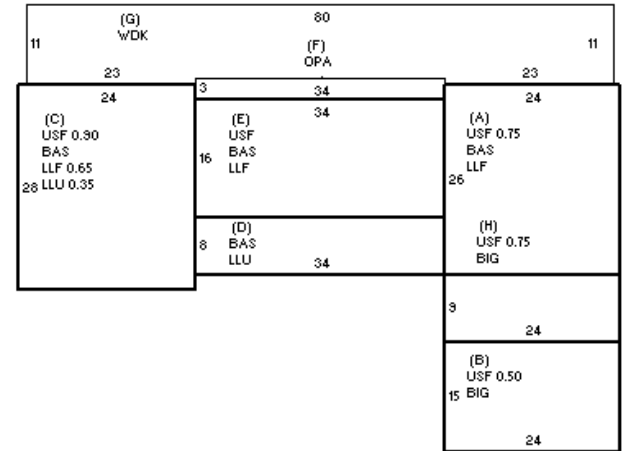 (G)
WDK
80
11
11
(F)
OPA
23
23
24
3
34
24
34
(C)
USF 0.90
BAS
LLF 0.65
28 LLU 0.35
(E)
USF
BAS
LLF
16
(A)
USF 0.75
BAS
LLF
26
(D)
BAS
LLU
8
34
(H)
USF 0.75
BIG
9
24
(B)
USF 0.50
15 BIG
24